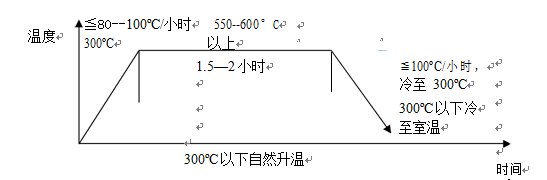 ≦80--100℃/小时
550--600°C
温度
300℃
以上
1.5—2 小时
≦100℃/小时，
冷至 300℃
300℃以下冷
至室温
300℃以下自然升温
时间